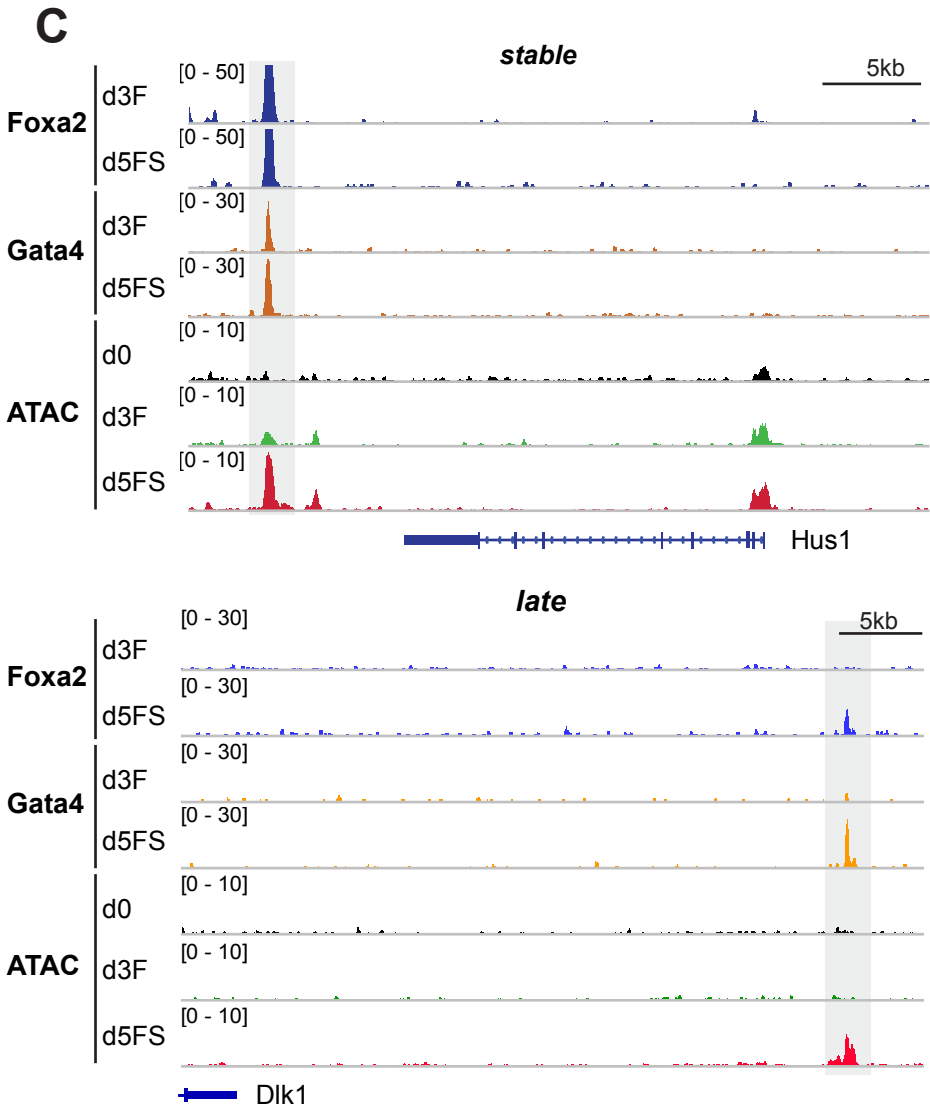 C
stable
5kb
Foxa2
d3F
[0 - 50]
d5FS
[0 - 50]
Gata4
d3F
[0 - 30]
d5FS
[0 - 30]
ATAC
d0
[0 - 10]
d3F
[0 - 10]
d5FS
[0 - 10]
Hus1
late
5kb
Foxa2
d3F
[0 - 30]
d5FS
[0 - 30]
Gata4
d3F
[0 - 30]
d5FS
[0 - 30]
ATAC
d0
[0 - 10]
d3F
[0 - 10]
d5FS
[0 - 10]
Dlk1